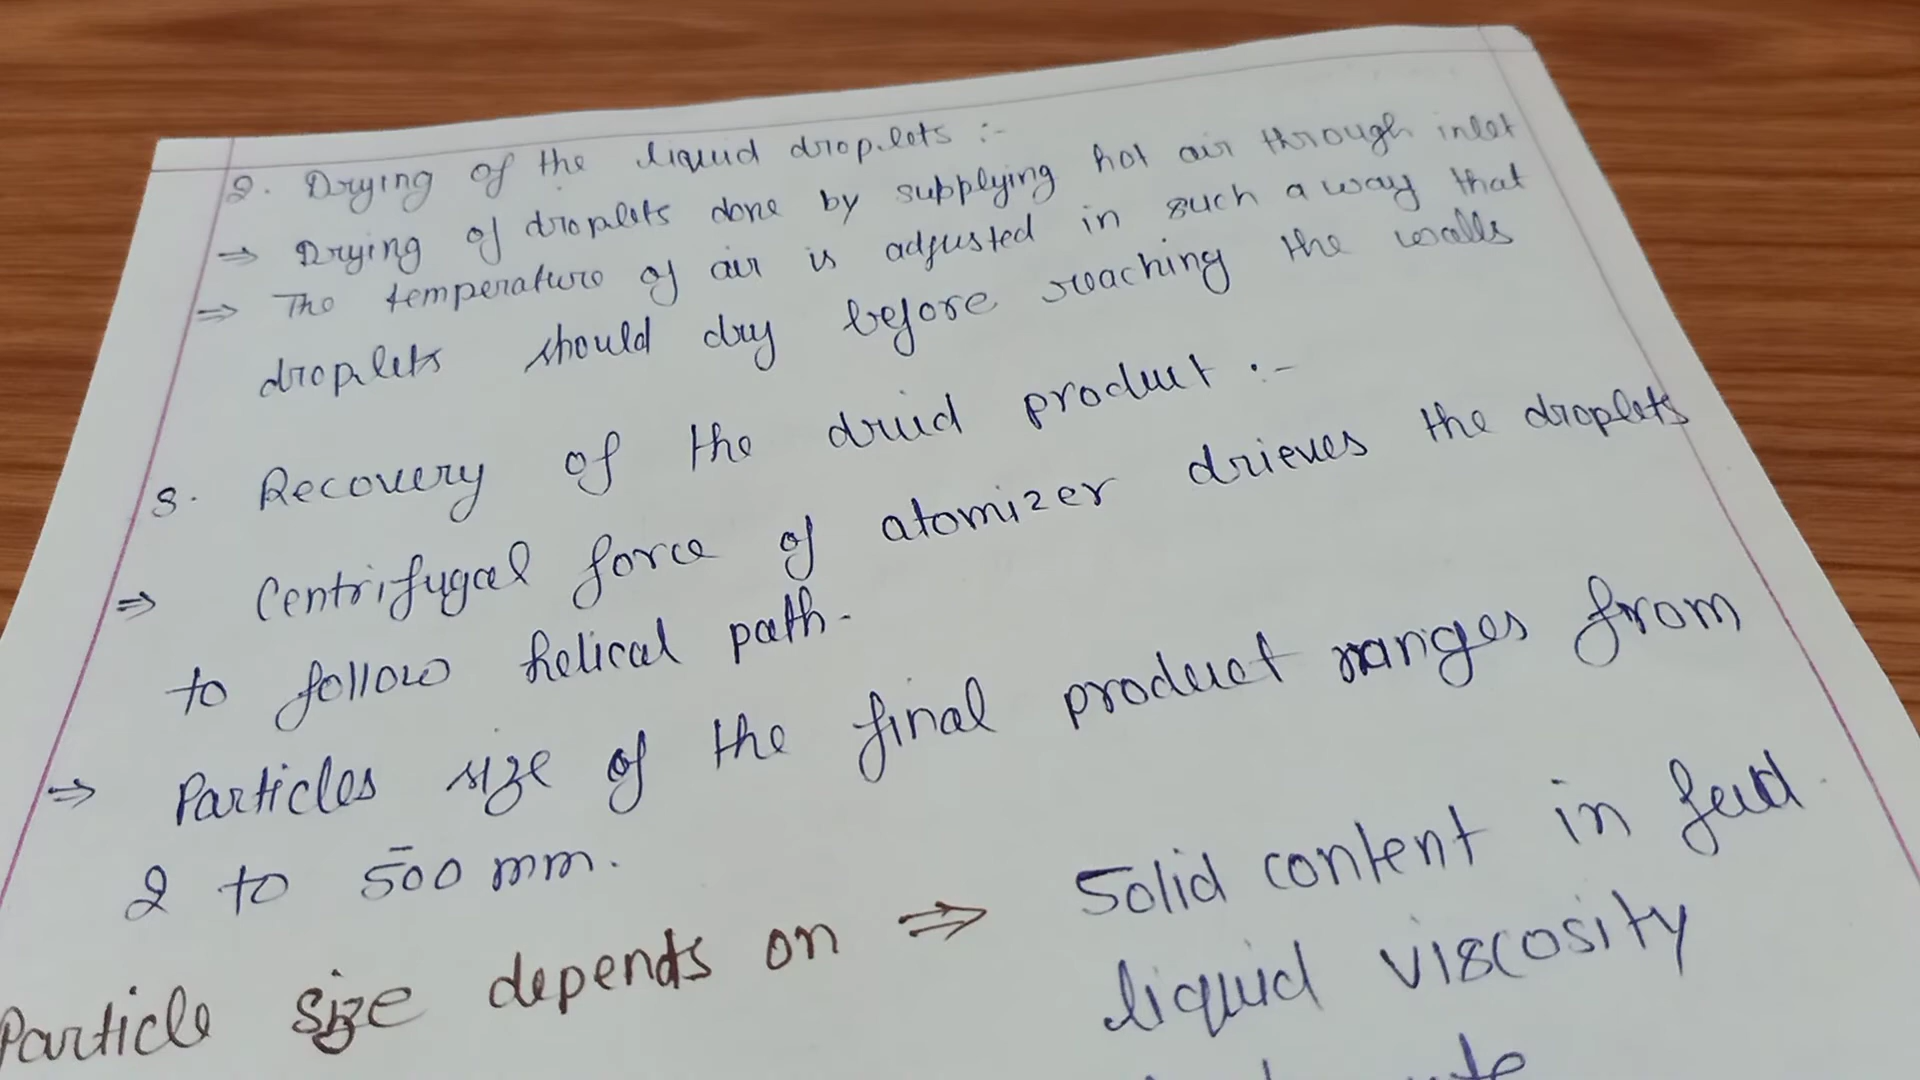 2. Drying of the liquid droplets :-
⇒ Drying of droplets done by supplying hot air through inlet
⇒ The temperature of air is adjusted in such a way that
droplets should dry before reaching the walls
3. Recovery of the dried product :-
⇒ Centrifugal force of atomizer drieves the droplets
to follow helical path.
⇒ Particles size of the final product ranges from
2 to 500 mm.
Particle size depends on ⇒ Solid content in feed
liquid viscosity